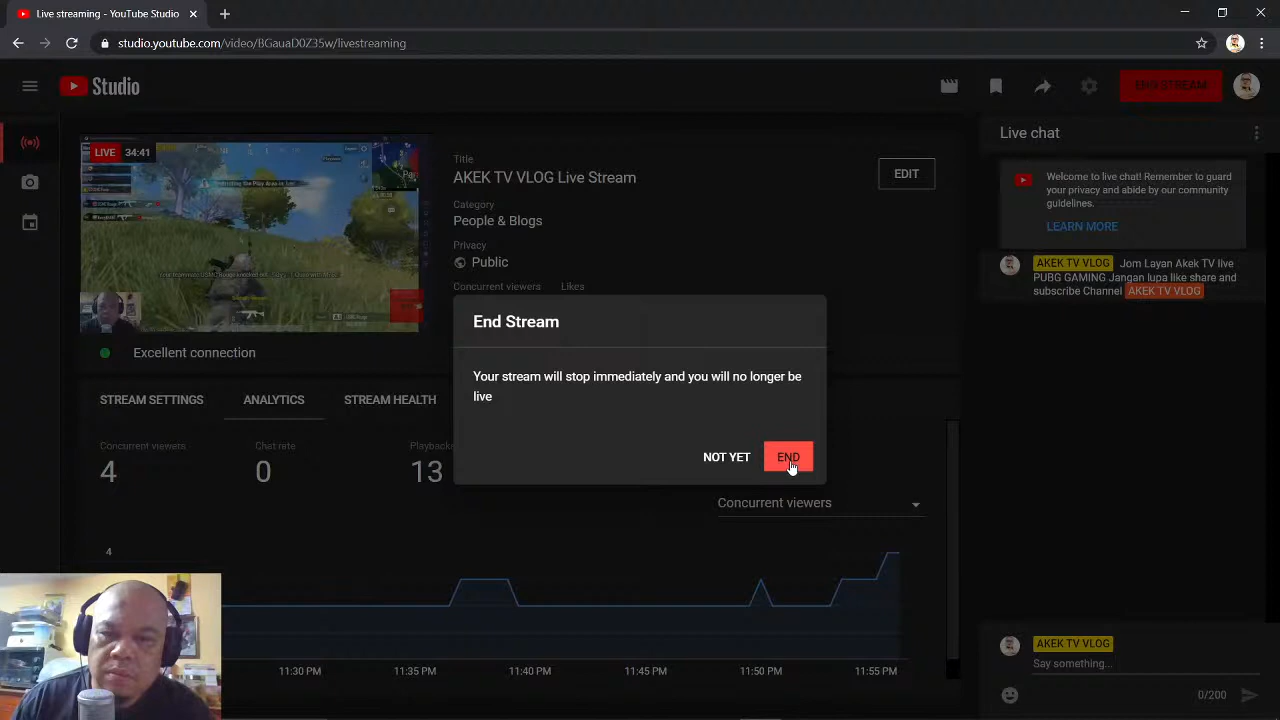 Live streaming - YouTube Studio
studio.youtube.com/video/BGauaD0Z35w/livestreaming
Studio
END STREAM
LIVE 34:41
Title
AKEK TV VLOG Live Stream
EDIT
Category
People & Blogs
Privacy
Public
Concurrent viewers Likes
Excellent connection
STREAM SETTINGS ANALYTICS STREAM HEALTH
Concurrent viewers Chat rate
4 0 13
Concurrent viewers
4
11:30 PM 11:35 PM 11:40 PM 11:45 PM 11:50 PM 11:55 PM
End Stream
Your stream will stop immediately and you will no longer be
live
NOT YET END
Live chat
Welcome to live chat! Remember to guard
your privacy and abide by our community
guidelines.
LEARN MORE
AKEK TV VLOG Jom Layan Akek TV live
PUBG GAMING Jangan lupa like share and
subscribe Channel AKEK TV VLOG
AKEK TV VLOG
Say something...
0/200